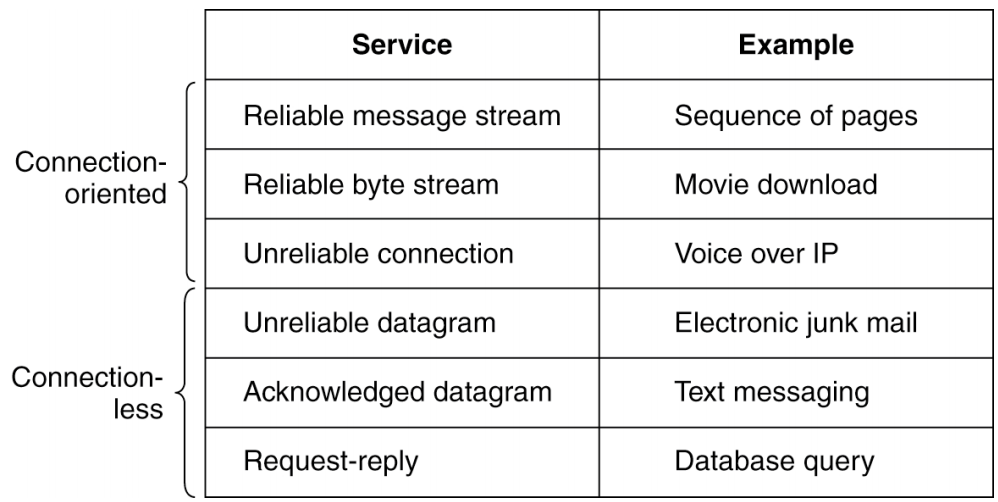 Service Example
Reliable message stream Sequence of pages
Connection-
oriented
Reliable byte stream Movie download
Unreliable connection Voice over IP
Unreliable datagram Electronic junk mail
Connection-
less
Acknowledged datagram Text messaging
Request-reply Database query